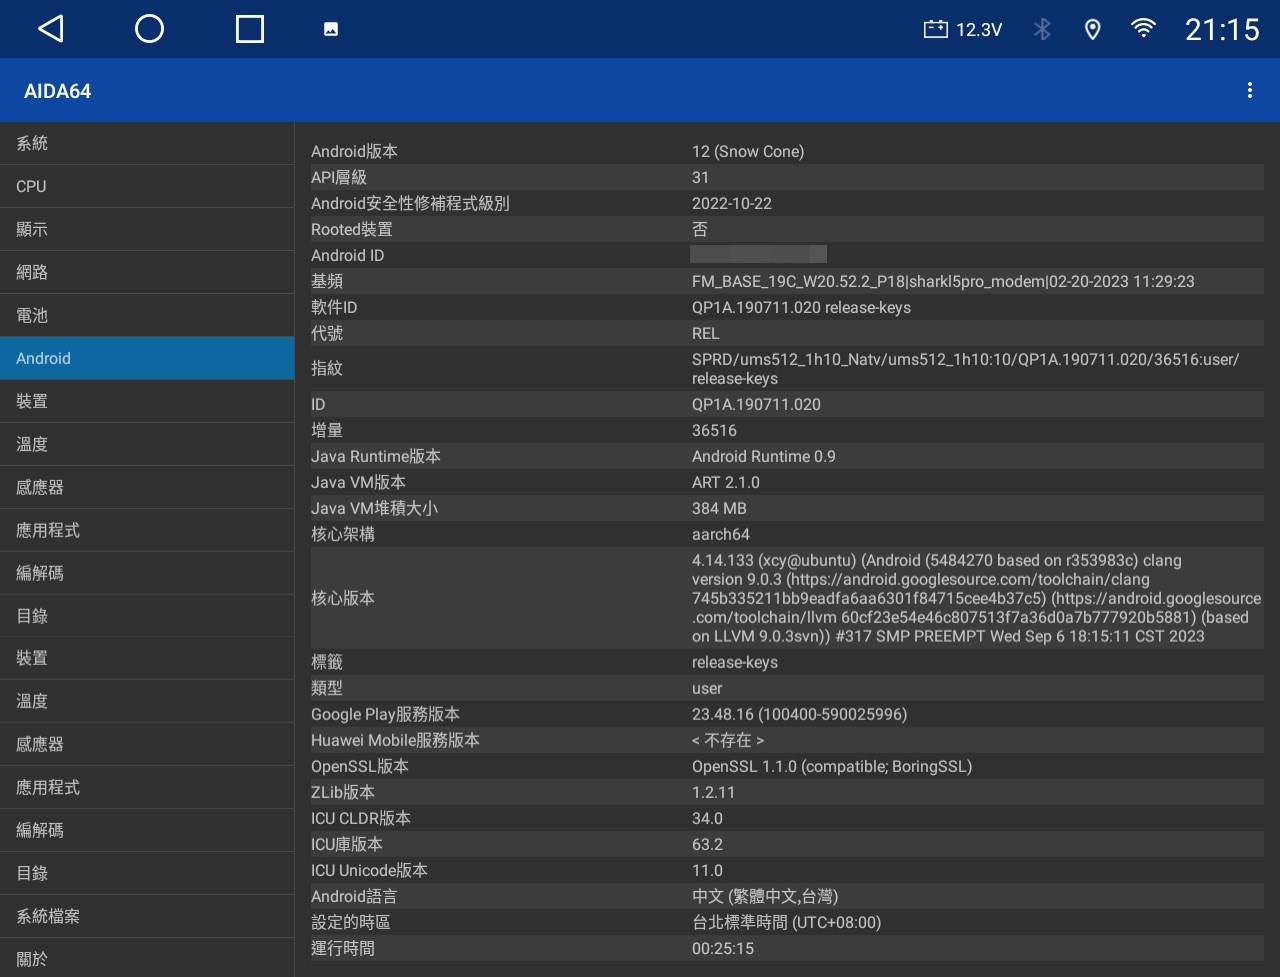 12.3V
21:15
AIDA64
系統
CPU
顯示
網路
電池
Android
裝置
溫度
感應器
應用程式
編解碼
目錄
裝置
溫度
感應器
應用程式
編解碼
目錄
系統檔案
關於
Android版本 12 (Snow Cone)
API層級 31
Android安全性修補程式級別 2022-10-22
Rooted裝置 否
Android ID
基頻 FM_BASE_19C_W20.52.2_P18|sharkl5pro_modem|02-20-2023 11:29:23
軟件ID QP1A.190711.020 release-keys
代號 REL
指紋 SPRD/ums512_1h10_Natv/ums512_1h10:10/QP1A.190711.020/36516:user/
release-keys
ID QP1A.190711.020
增量 36516
Java Runtime版本 Android Runtime 0.9
Java VM版本 ART 2.1.0
Java VM堆積大小 384 MB
核心架構 aarch64
核心版本 4.14.133 (xcy@ubuntu) (Android (5484270 based on r353983c) clang
version 9.0.3 (https://android.googlesource.com/toolchain/clang
745b335211bb9eadfa6aa6301f84715cee4b37c5) (https://android.googlesource
.com/toolchain/llvm 60cf23e54e46c807513f7a36d0a7b777920b5881) (based
on LLVM 9.0.3svn)) #317 SMP PREEMPT Wed Sep 6 18:15:11 CST 2023
標籤 release-keys
類型 user
Google Play服務版本 23.48.16 (100400-590025996)
Huawei Mobile服務版本 < 不存在 >
OpenSSL版本 OpenSSL 1.1.0 (compatible; BoringSSL)
ZLib版本 1.2.11
ICU CLDR版本 34.0
ICU庫版本 63.2
ICU Unicode版本 11.0
Android語言 中文 (繁體中文,台灣)
設定的時區 台北標準時間 (UTC+08:00)
運行時間 00:25:15